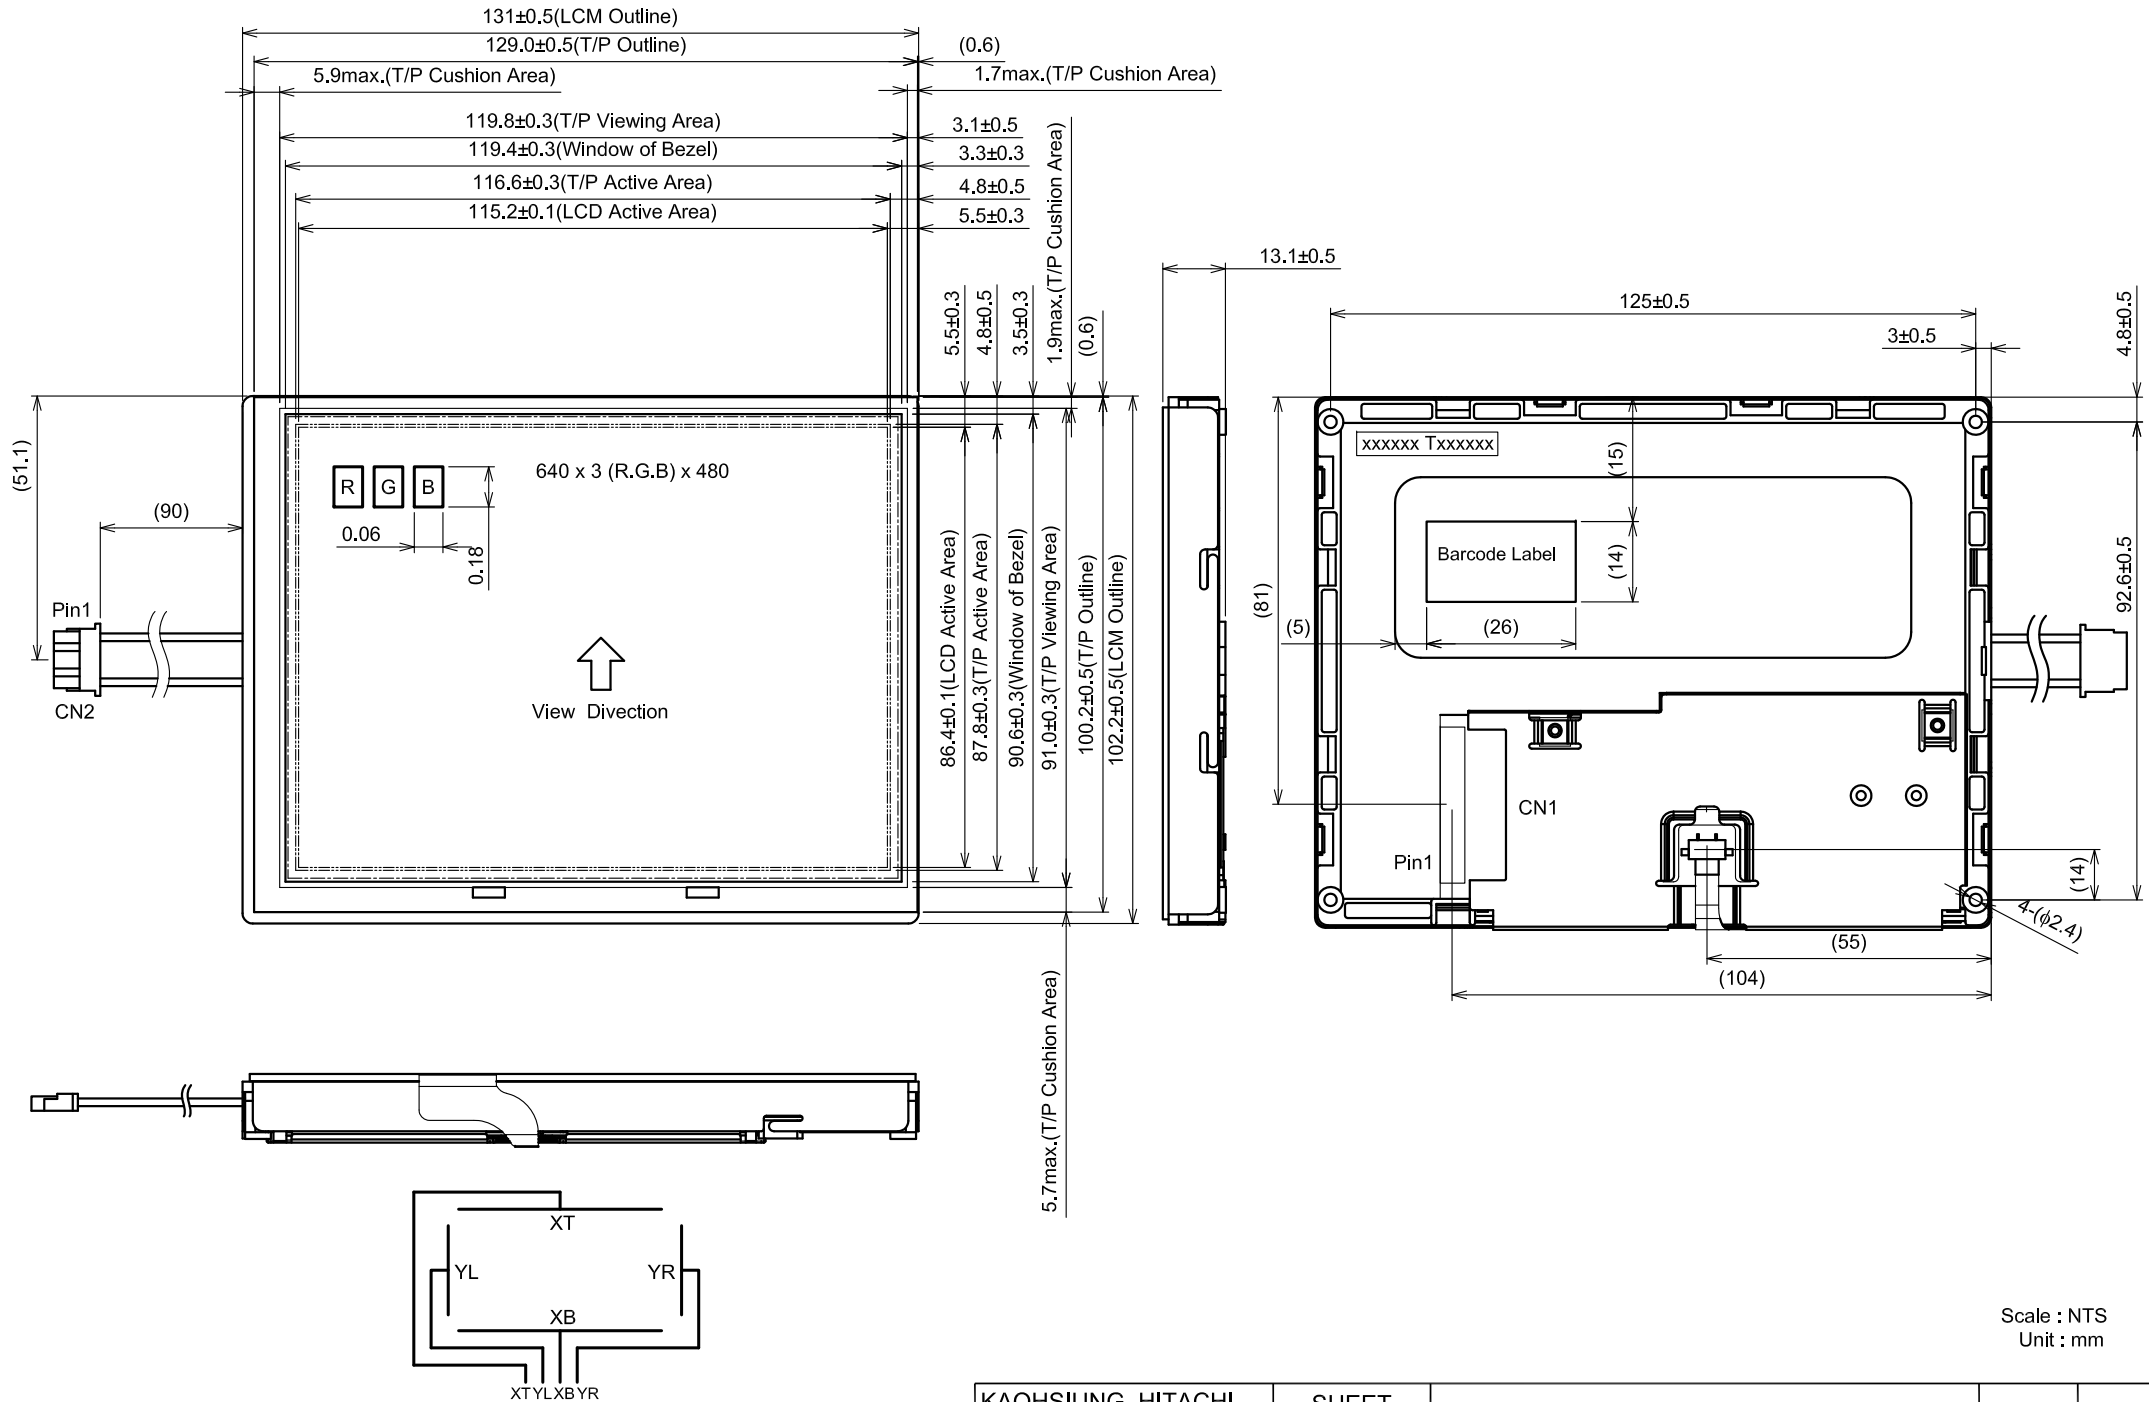 131±0.5(LCM Outline)
129.0±0.5(T/P Outline)
(0.6)
5.9max.(T/P Cushion Area)
1.7max.(T/P Cushion Area)
119.8±0.3(T/P Viewing Area)
3.1±0.5
119.4±0.3(Window of Bezel)
3.3±0.3
116.6±0.3(T/P Active Area)
4.8±0.5
115.2±0.1(LCD Active Area)
5.5±0.3
5.5±0.3
4.8±0.5
3.5±0.3
1.9max.(T/P Cushion Area)
(0.6)
13.1±0.5
125±0.5
3±0.5
4.8±0.5
(51.1)
(90)
R G B
640 x 3 (R.G.B) x 480
0.06
0.18
Pin1
CN2
View Divection
86.4±0.1(LCD Active Area)
87.8±0.3(T/P Active Area)
90.6±0.3(Window of Bezel)
91.0±0.3(T/P Viewing Area)
100.2±0.5(T/P Outline)
102.2±0.5(LCM Outline)
5.7max.(T/P Cushion Area)
xxxxxx Txxxxxx
(15)
Barcode Label
(14)
(81)
(5)
(26)
92.6±0.5
CN1
Pin1
(14)
4-(ϕ2.4)
(55)
(104)
XT
YL
YR
XB
XT YL XB YR
Scale : NTS
Unit : mm
KAOHSIUNG HITACHI
SHEET